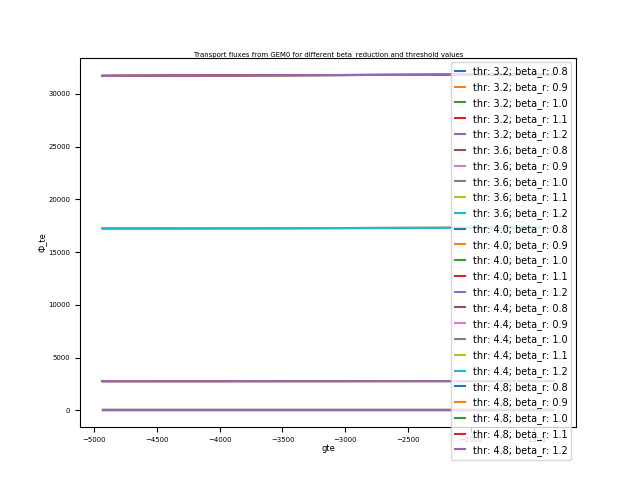 Transport fluxes from GEM0 for different beta_reduction and threshold values
30000
25000
20000
15000
10000
5000
0
Φ_te
−5000
−4500
−4000
−3500
−3000
−2500
−2000
gte
thr: 3.2; beta_r: 0.8
thr: 3.2; beta_r: 0.9
thr: 3.2; beta_r: 1.0
thr: 3.2; beta_r: 1.1
thr: 3.2; beta_r: 1.2
thr: 3.6; beta_r: 0.8
thr: 3.6; beta_r: 0.9
thr: 3.6; beta_r: 1.0
thr: 3.6; beta_r: 1.1
thr: 3.6; beta_r: 1.2
thr: 4.0; beta_r: 0.8
thr: 4.0; beta_r: 0.9
thr: 4.0; beta_r: 1.0
thr: 4.0; beta_r: 1.1
thr: 4.0; beta_r: 1.2
thr: 4.4; beta_r: 0.8
thr: 4.4; beta_r: 0.9
thr: 4.4; beta_r: 1.0
thr: 4.4; beta_r: 1.1
thr: 4.4; beta_r: 1.2
thr: 4.8; beta_r: 0.8
thr: 4.8; beta_r: 0.9
thr: 4.8; beta_r: 1.0
thr: 4.8; beta_r: 1.1
thr: 4.8; beta_r: 1.2